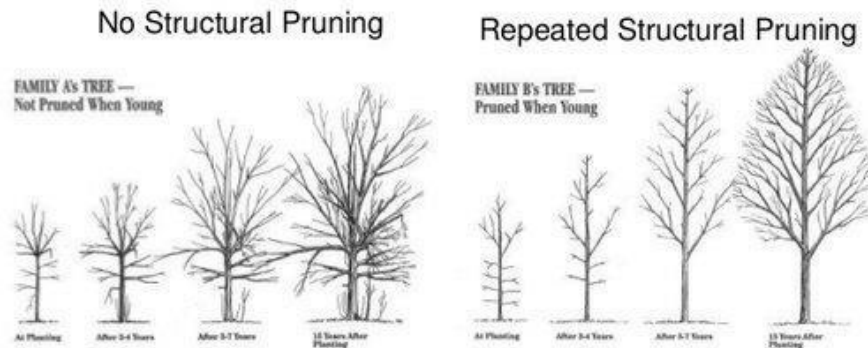 No Structural Pruning
FAMILY A's TREE —
Not Pruned When Young
At Planting
After 3-4 Years
After 5-7 Years
15 Years After
Planting
Repeated Structural Pruning
FAMILY B's TREE —
Pruned When Young
At Planting
After 3-4 Years
After 5-7 Years
15 Years After
Planting